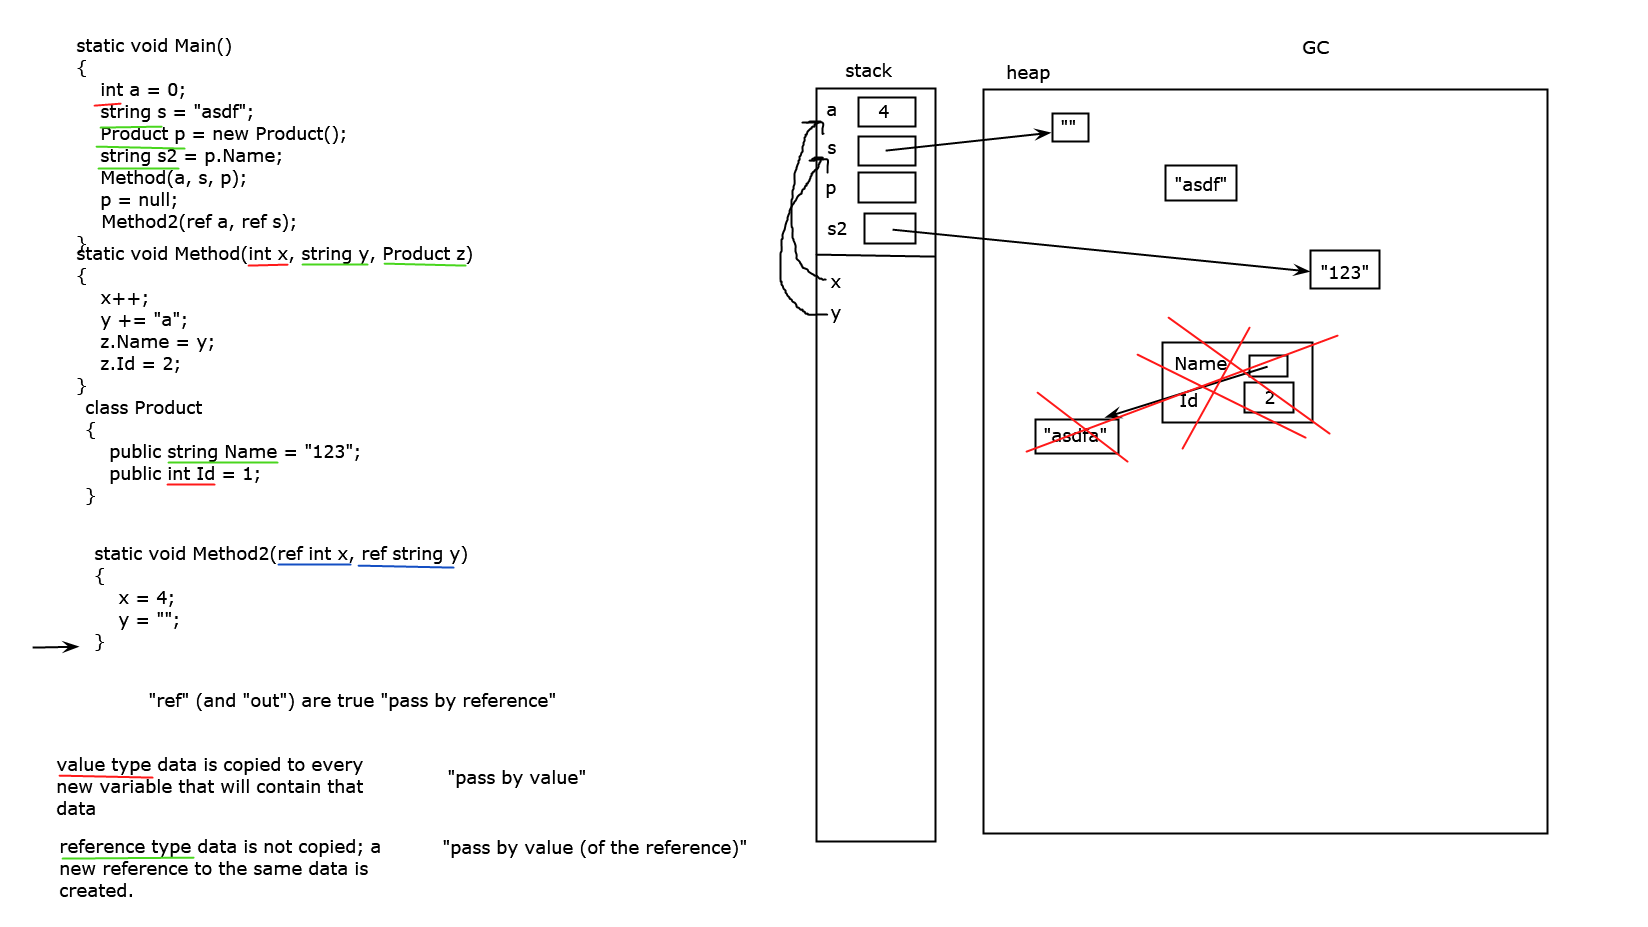 static void Main()
{
int a = 0;
string s = "asdf";
Product p = new Product();
string s2 = p.Name;
Method(a, s, p);
p = null;
Method2(ref a, ref s);
}
static void Method(int x, string y, Product z)
{
x++;
y += "a";
z.Name = y;
z.Id = 2;
}
class Product
{
public string Name = "123";
public int Id = 1;
}
static void Method2(ref int x, ref string y)
{
x = 4;
y = "";
}
"ref" (and "out") are true "pass by reference"
value type data is copied to every
new variable that will contain that
data
"pass by value"
reference type data is not copied; a
new reference to the same data is
created.
"pass by value (of the reference)"
stack
a
4
s
p
s2
x
y
GC
heap
""
"asdf"
"123"
Name
Id
2
"asdfa"